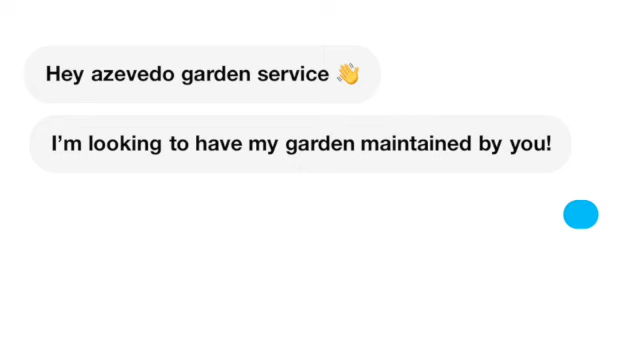 Hey azevedo garden service 👋
I’m looking to have my garden maintained by you!